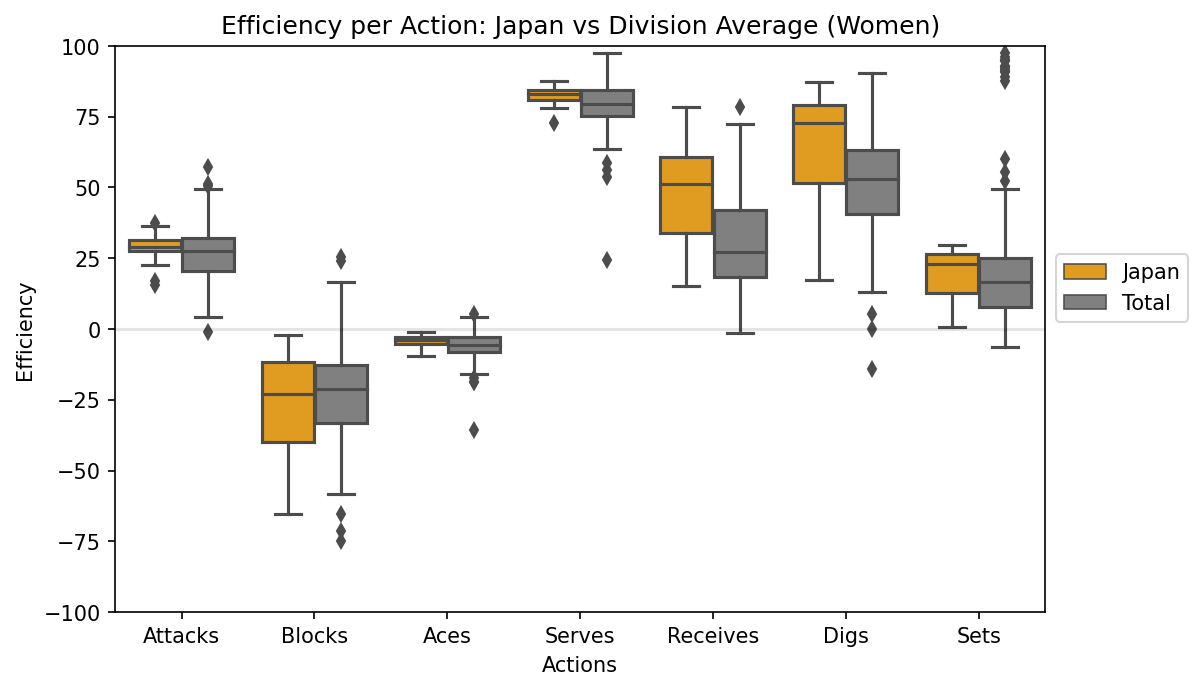 Efficiency per Action: Japan vs Division Average (Women)
100
75
50
25
0
−25
−50
−75
−100
Efficiency
Attacks
Blocks
Aces
Serves
Receives
Digs
Sets
Actions
Japan
Total